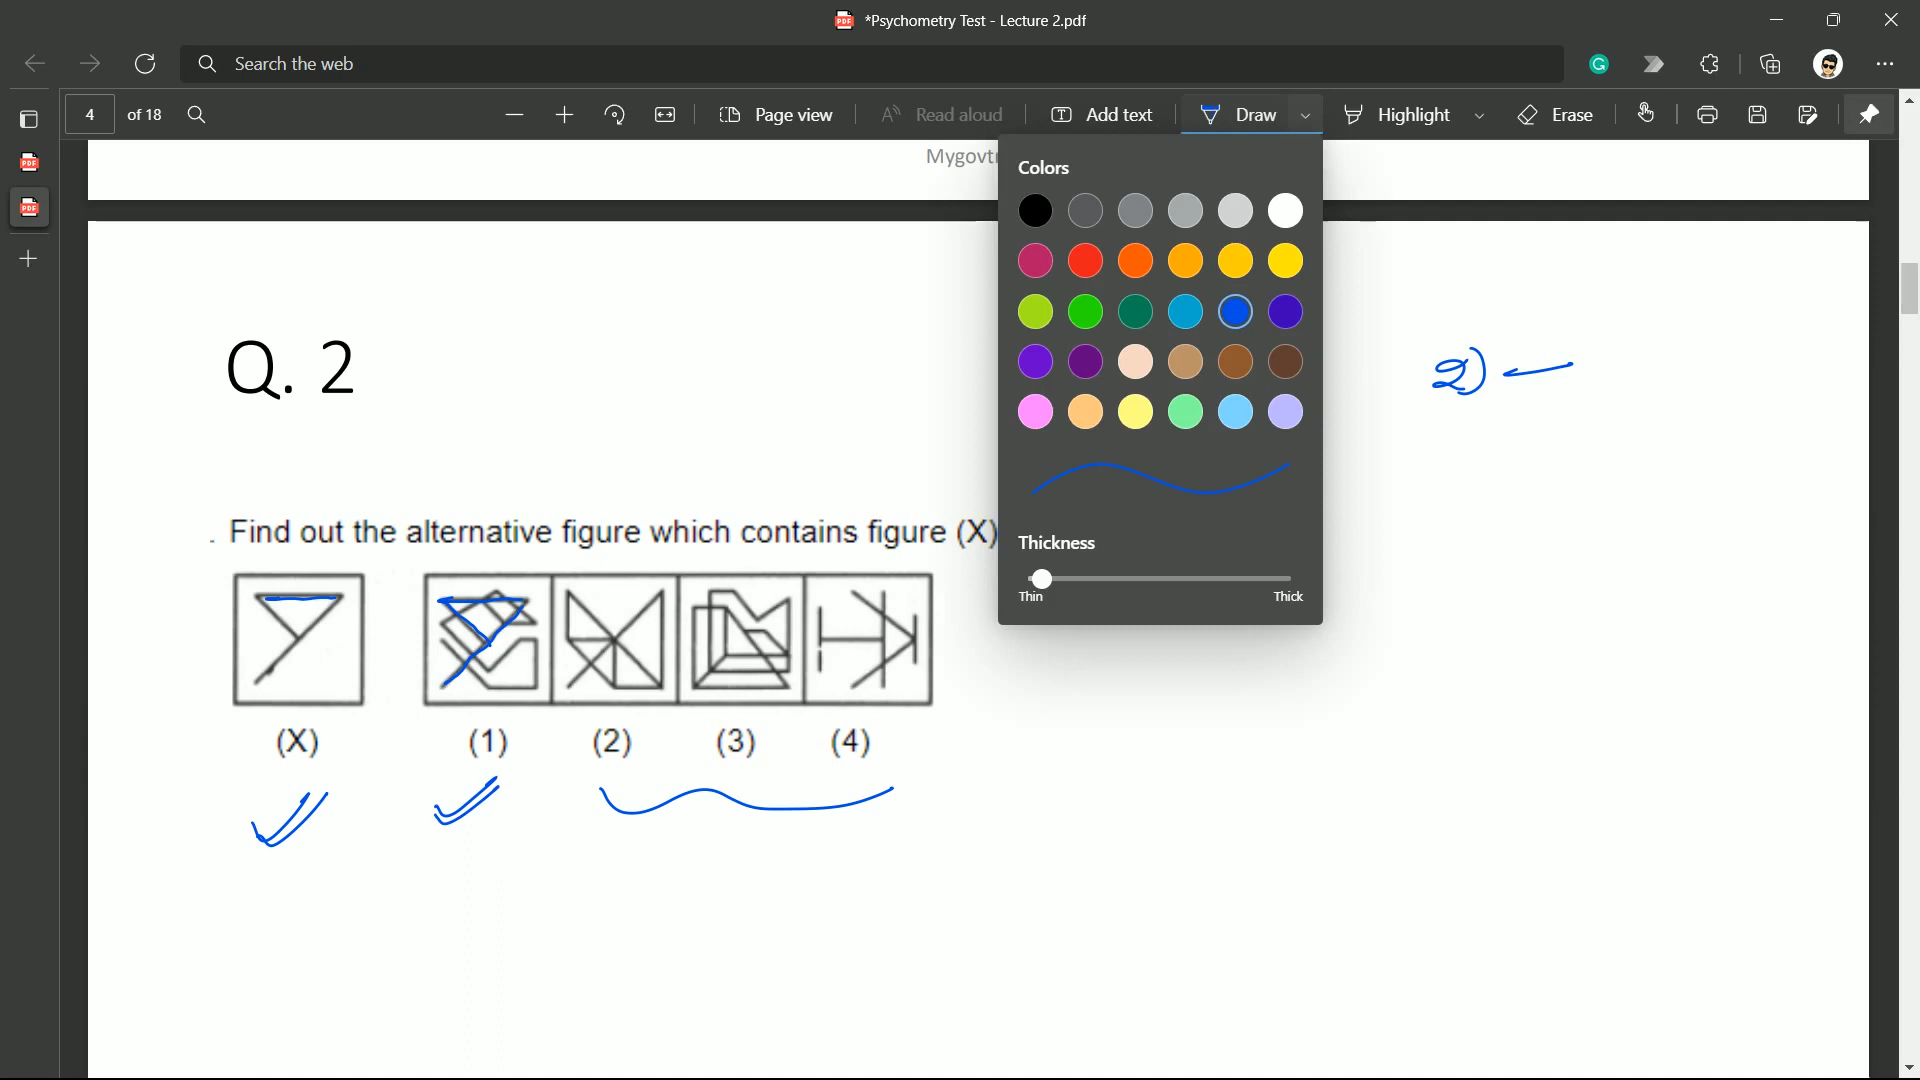 *Psychometry Test - Lecture 2.pdf
Search the web
4 of 18
Page view
Read aloud
Add text
Draw
Highlight
Erase
Colors
Q. 2
2)
. Find out the alternative figure which contains figure (X)
Thickness
Thin Thick
(X) (1) (2) (3) (4)